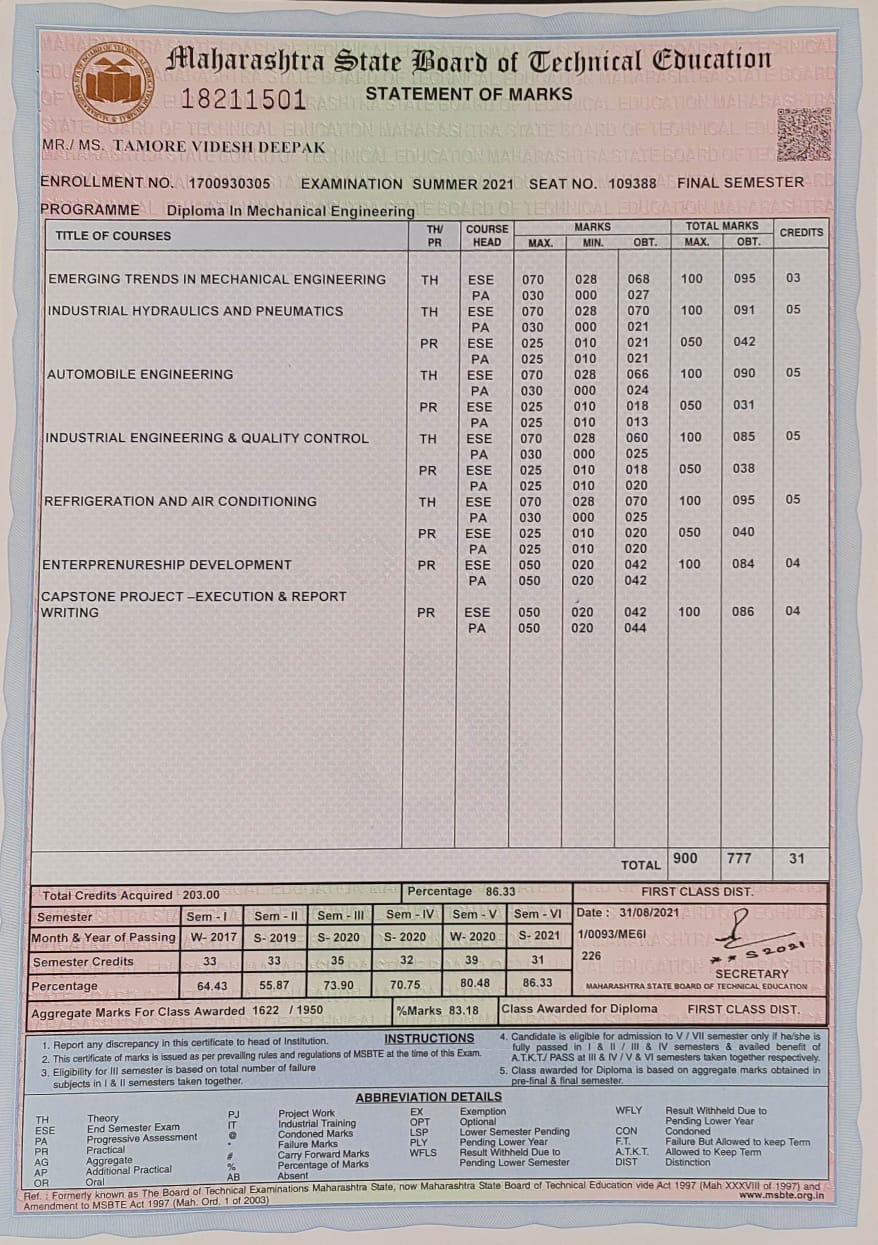 Maharashtra State Board of Technical Education
18211501 STATEMENT OF MARKS
MR./ MS. TAMORE VIDESH DEEPAK
ENROLLMENT NO. 1700930305 EXAMINATION SUMMER 2021 SEAT NO. 109388 FINAL SEMESTER
PROGRAMME Diploma In Mechanical Engineering
TITLE OF COURSES TH/ PR COURSE HEAD MARKS TOTAL MARKS CREDITS
MAX. MIN. OBT. MAX. OBT.
EMERGING TRENDS IN MECHANICAL ENGINEERING TH ESE 070 028 068 100 095 03
PA 030 000 027
INDUSTRIAL HYDRAULICS AND PNEUMATICS TH ESE 070 028 070 100 091 05
PA 030 000 021
PR ESE 025 010 021 050 042
PA 025 010 021
AUTOMOBILE ENGINEERING TH ESE 070 028 066 100 090 05
PA 030 000 024
PR ESE 025 010 018 050 031
PA 025 010 013
INDUSTRIAL ENGINEERING & QUALITY CONTROL TH ESE 070 028 060 100 085 05
PA 030 000 025
PR ESE 025 010 018 050 038
PA 025 010 020
REFRIGERATION AND AIR CONDITIONING TH ESE 070 028 070 100 095 05
PA 030 000 025
PR ESE 025 010 020 050 040
PA 025 010 020
ENTERPRENURESHIP DEVELOPMENT PR ESE 050 020 042 100 084 04
PA 050 020 042
CAPSTONE PROJECT –EXECUTION & REPORT
WRITING PR ESE 050 020 042 100 086 04
PA 050 020 044
TOTAL 900 777 31
Total Credits Acquired 203.00 Percentage 86.33 FIRST CLASS DIST.
Semester Sem - I Sem - II Sem - III Sem - IV Sem - V Sem - VI Date : 31/08/2021
Month & Year of Passing W- 2017 S- 2019 S- 2020 S- 2020 W- 2020 S- 2021 1/0093/ME6I
Semester Credits 33 33 35 32 39 31 226
** S2021
SECRETARY
Percentage 64.43 55.87 73.90 70.75 80.48 86.33 MAHARASHTRA STATE BOARD OF TECHNICAL EDUCATION
Aggregate Marks For Class Awarded 1622 / 1950 %Marks 83.18 Class Awarded for Diploma FIRST CLASS DIST.
INSTRUCTIONS
1. Report any discrepancy in this certificate to head of Institution.
2. This certificate of marks is issued as per prevailing rules and regulations of MSBTE at the time of this Exam.
3. Eligibility for III semester is based on total number of failure
subjects in I & II semesters taken together.
4. Candidate is eligible for admission to V / VII semester only if he/she is
fully passed in I & II / III & IV semesters & availed benefit of
A.T.K.T./ PASS at III & IV / V & VI semesters taken together respectively.
5. Class awarded for Diploma is based on aggregate marks obtained in
pre-final & final semester.
ABBREVIATION DETAILS
TH Theory
ESE End Semester Exam
PA Progressive Assessment
PR Practical
AG Aggregate
AP Additional Practical
OR Oral
PJ Project Work
IT Industrial Training
@ Condoned Marks
* Failure Marks
# Carry Forward Marks
% Percentage of Marks
AB Absent
EX Exemption
OPT Optional
LSP Lower Semester Pending
PLY Pending Lower Year
WFLS Result Withheld Due to
Pending Lower Semester
WFLY Result Withheld Due to
Pending Lower Year
CON Condoned
F.T. Failure But Allowed to keep Term
A.T.K.T. Allowed to Keep Term
DIST Distinction
Ref. : Formerly known as The Board of Technical Examinations Maharashtra State, now Maharashtra State Board of Technical Education vide Act 1997 (Mah XXXVIII of 1997) and
Amendment to MSBTE Act 1997 (Mah. Ord. 1 of 2003) www.msbte.org.in